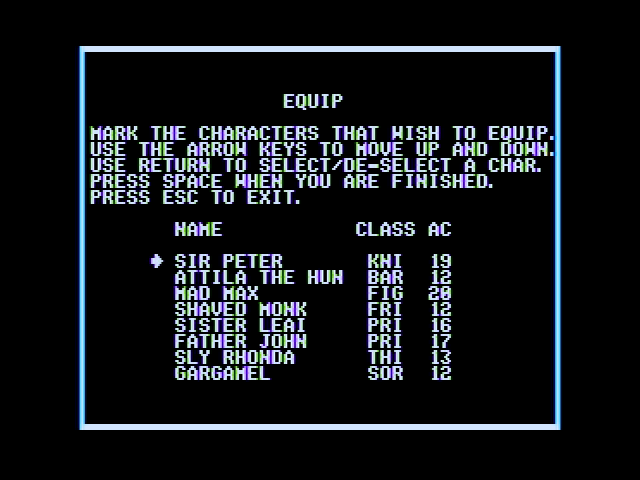 EQUIP
MARK THE CHARACTERS THAT WISH TO EQUIP.
USE THE ARROW KEYS TO MOVE UP AND DOWN.
USE RETURN TO SELECT/DE-SELECT A CHAR.
PRESS SPACE WHEN YOU ARE FINISHED.
PRESS ESC TO EXIT.
NAME CLASS AC
SIR PETER KNI 19
ATTILA THE HUN BAR 12
MAD MAX FIG 20
SHAVED MONK FRI 12
SISTER LEAI PRI 16
FATHER JOHN PRI 17
SLY RHONDA THI 13
GARGAMEL SOR 12